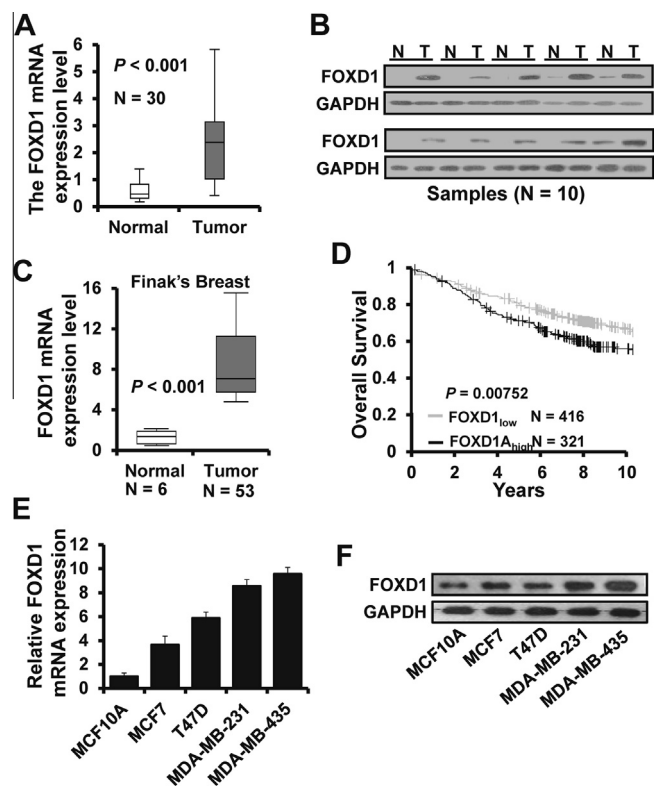 A
The FOXD1 mRNA
expression level
6
5
4
3
2
1
0
P < 0.001
N = 30
Normal Tumor
B
N T N T N T N T N T
FOXD1
GAPDH
FOXD1
GAPDH
Samples (N = 10)
C
FOXD1 mRNA
expression level
Finak's Breast
16
12
8
4
0
P < 0.001
Normal Tumor
N = 6 N = 53
D
Overall Survival
1
0.8
0.6
0.4
0.2
0
P = 0.00752
FOXD1low N = 416
FOXD1Ahigh N = 321
0 2 4 6 8 10
Years
E
Relative FOXD1
mRNA expression
12
10
8
6
4
2
0
MCF10A
MCF7
T47D
MDA-MB-231
MDA-MB-435
F
FOXD1
GAPDH
MCF10A
MCF7
T47D
MDA-MB-231
MDA-MB-435